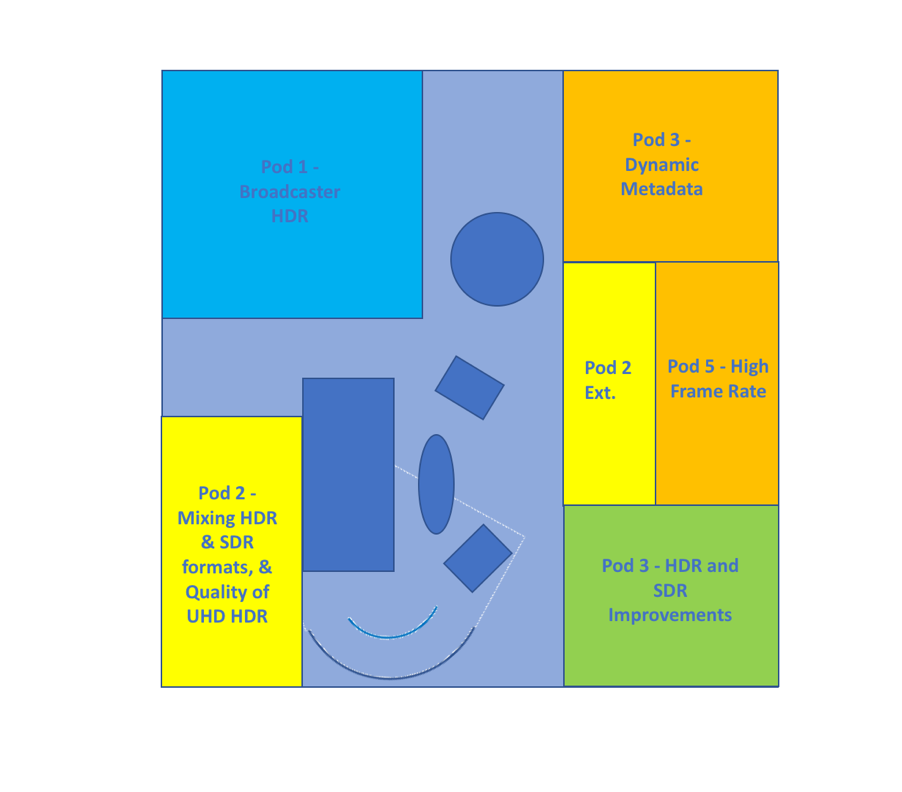 Pod 1 -
Broadcaster
HDR
Pod 3 -
Dynamic
Metadata
Pod 2
Ext.
Pod 5 - High
Frame Rate
Pod 2 -
Mixing HDR
& SDR
formats, &
Quality of
UHD HDR
Pod 3 - HDR and
SDR
Improvements